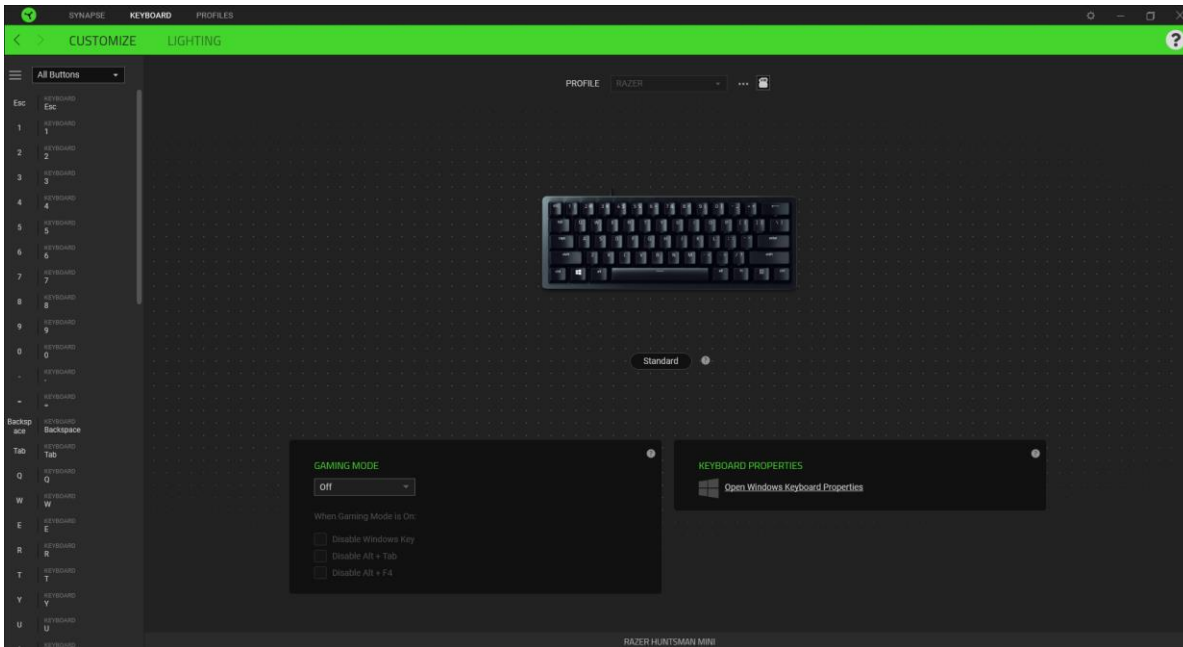 SYNAPSE KEYBOARD PROFILES
CUSTOMIZE LIGHTING
?
All Buttons
PROFILE RAZER ...
Esc KEYBOARD Esc
1 KEYBOARD 1
2 KEYBOARD 2
3 KEYBOARD 3
4 KEYBOARD 4
5 KEYBOARD 5
6 KEYBOARD 6
7 KEYBOARD 7
8 KEYBOARD 8
9 KEYBOARD 9
0 KEYBOARD 0
KEYBOARD
KEYBOARD
Backsp
ace KEYBOARD Backspace
Tab KEYBOARD Tab
Q KEYBOARD Q
W KEYBOARD W
E KEYBOARD E
R KEYBOARD R
T KEYBOARD T
Y KEYBOARD Y
U KEYBOARD U
KEYBOARD
Standard ?
GAMING MODE ?
Off
When Gaming Mode is On:
Disable Windows Key
Disable Alt + Tab
Disable Alt + F4
KEYBOARD PROPERTIES ?
Open Windows Keyboard Properties
RAZER HUNTSMAN MINI